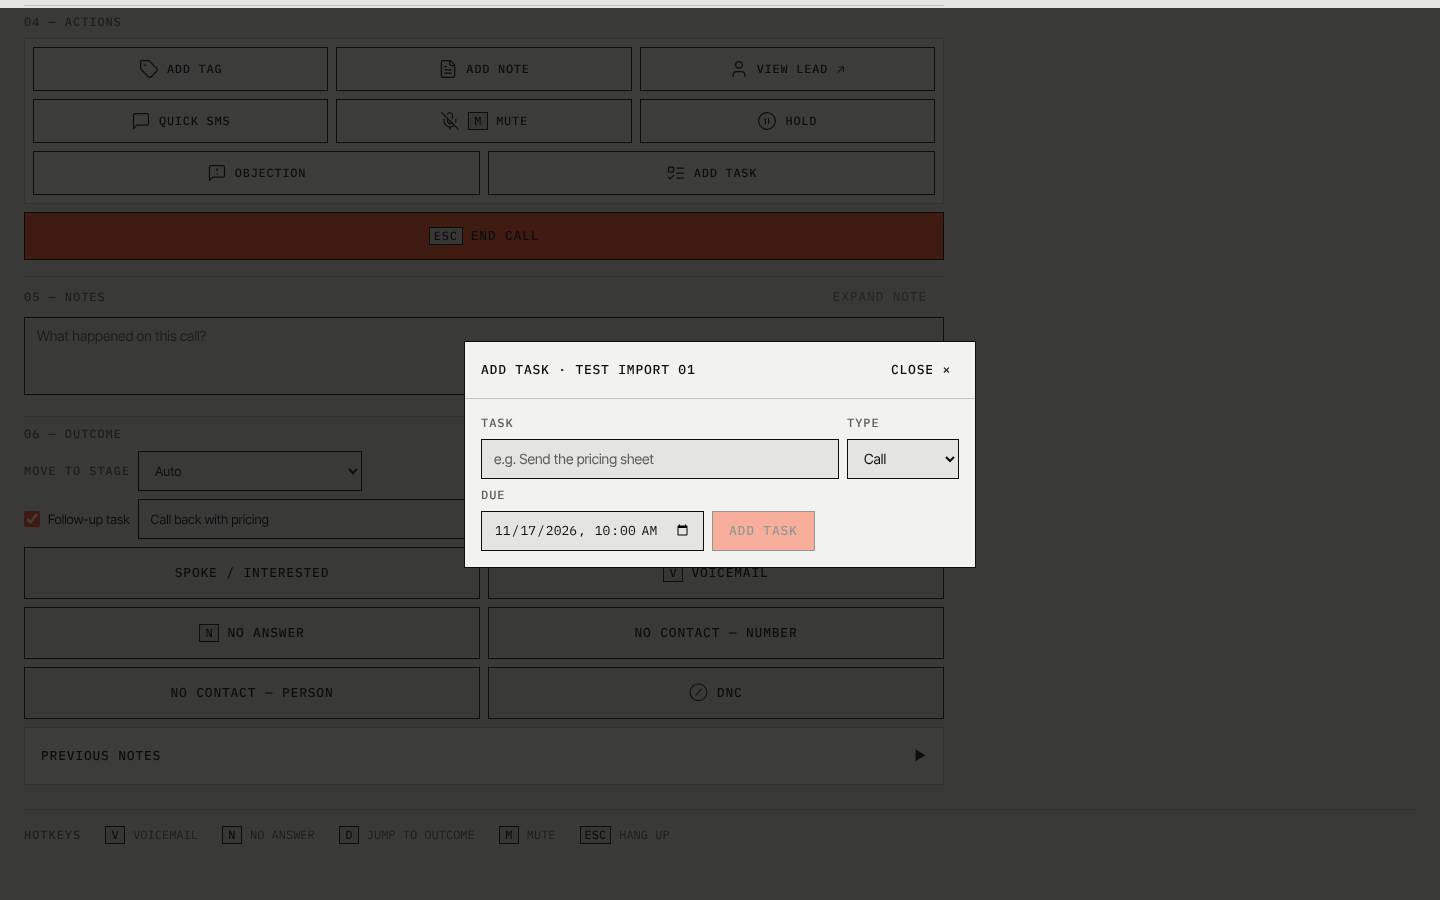 04 — ACTIONS
ADD TAG
ADD NOTE
VIEW LEAD ↗
QUICK SMS
M MUTE
HOLD
OBJECTION
ADD TASK
ESC END CALL
05 — NOTES
EXPAND NOTE
What happened on this call?
ADD TASK · TEST IMPORT 01
CLOSE ×
TASK
TYPE
e.g. Send the pricing sheet
Call
DUE
11/17/2026, 10:00 AM
ADD TASK
06 — OUTCOME
MOVE TO STAGE
Auto
Follow-up task
Call back with pricing
SPOKE / INTERESTED
V VOICEMAIL
N NO ANSWER
NO CONTACT — NUMBER
NO CONTACT — PERSON
DNC
PREVIOUS NOTES
HOTKEYS V VOICEMAIL N NO ANSWER D JUMP TO OUTCOME M MUTE ESC HANG UP